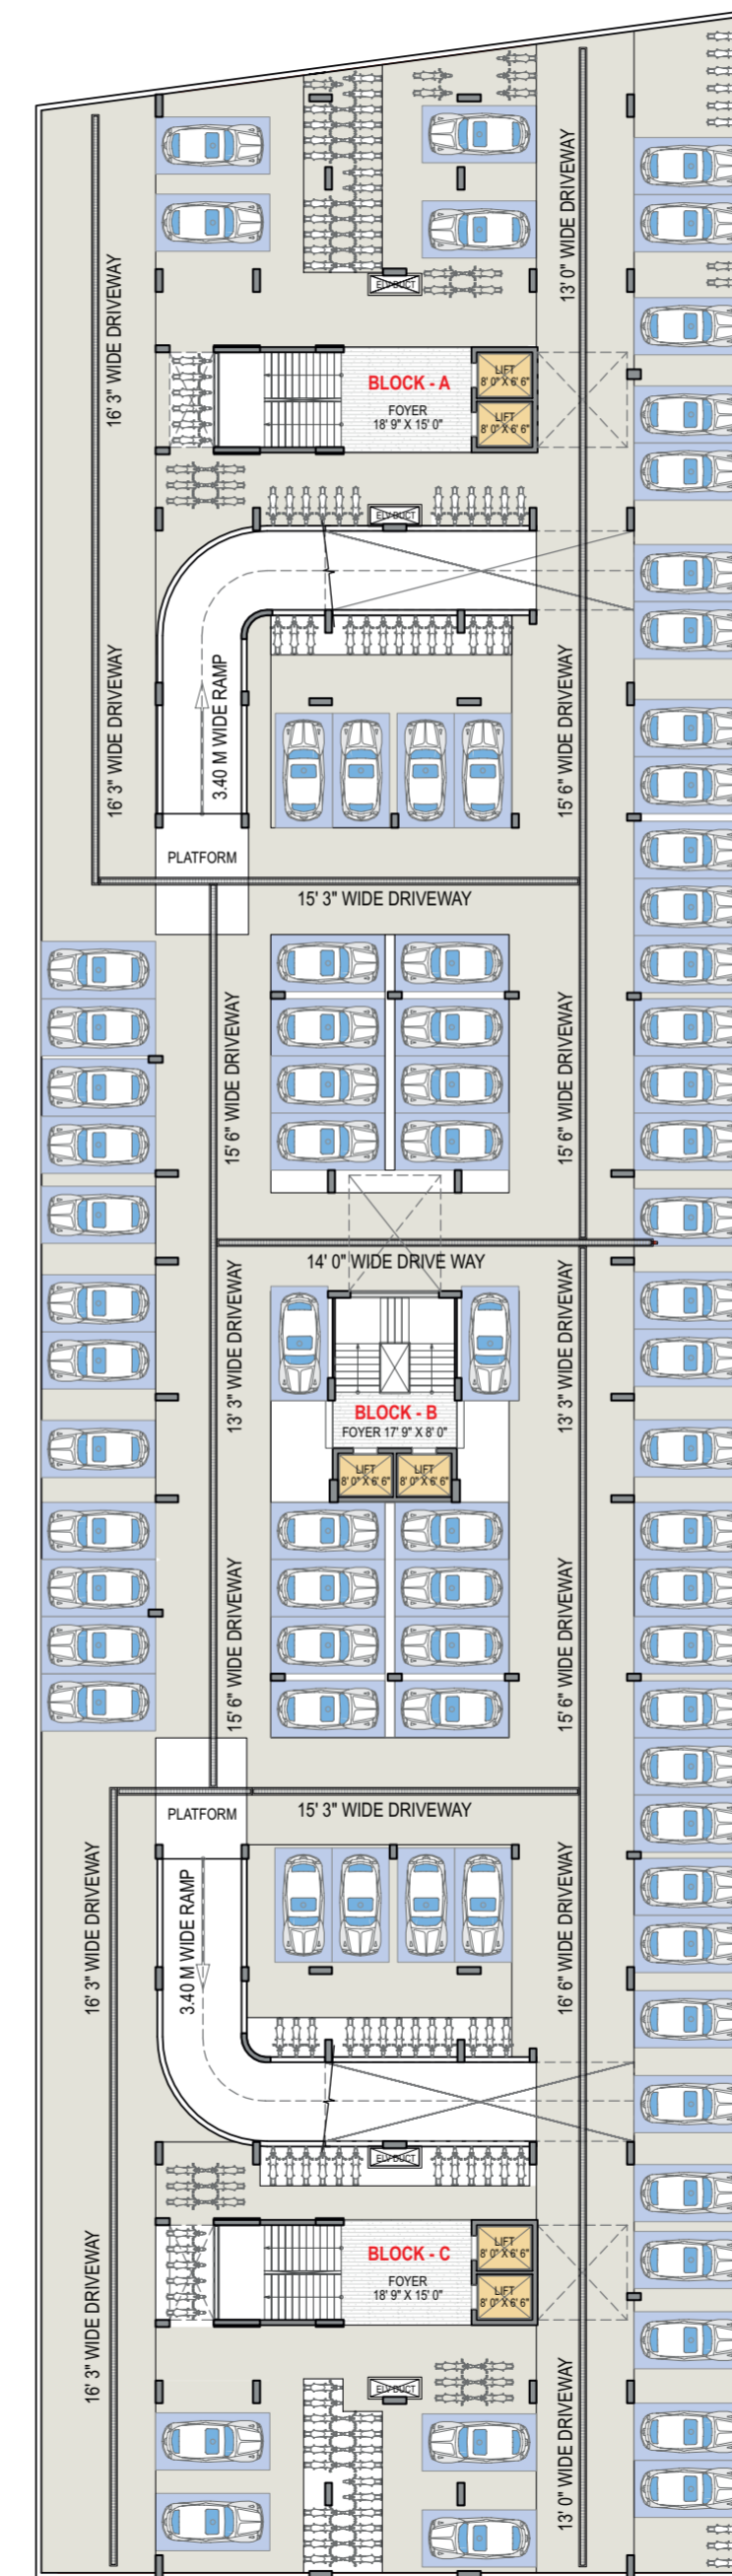 13' 0" WIDE DRIVEWAY
16' 3" WIDE DRIVEWAY
ELV DUCT
BLOCK - A
FOYER
18' 9" X 15' 0"
LIFT
8' 0" X 6' 6"
LIFT
8' 0" X 6' 6"
ELV DUCT
16' 3" WIDE DRIVEWAY
3.40 M WIDE RAMP
15' 6" WIDE DRIVEWAY
PLATFORM
15' 3" WIDE DRIVEWAY
15' 6" WIDE DRIVEWAY
15' 6" WIDE DRIVEWAY
14' 0" WIDE DRIVE WAY
13' 3" WIDE DRIVEWAY
13' 3" WIDE DRIVEWAY
BLOCK - B
FOYER 17' 9" X 8' 0"
LIFT
8' 0" X 6' 6"
LIFT
8' 0" X 6' 6"
15' 6" WIDE DRIVEWAY
15' 6" WIDE DRIVEWAY
PLATFORM
15' 3" WIDE DRIVEWAY
16' 3" WIDE DRIVEWAY
3.40 M WIDE RAMP
16' 6" WIDE DRIVEWAY
ELV DUCT
BLOCK - C
FOYER
18' 9" X 15' 0"
LIFT
8' 0" X 6' 6"
LIFT
8' 0" X 6' 6"
16' 3" WIDE DRIVEWAY
ELV DUCT
13' 0" WIDE DRIVEWAY